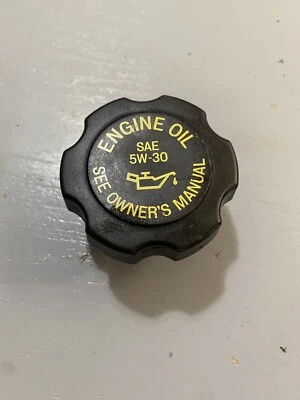 ENGINE OIL
SAE
5W-30
SEE OWNER'S MANUAL